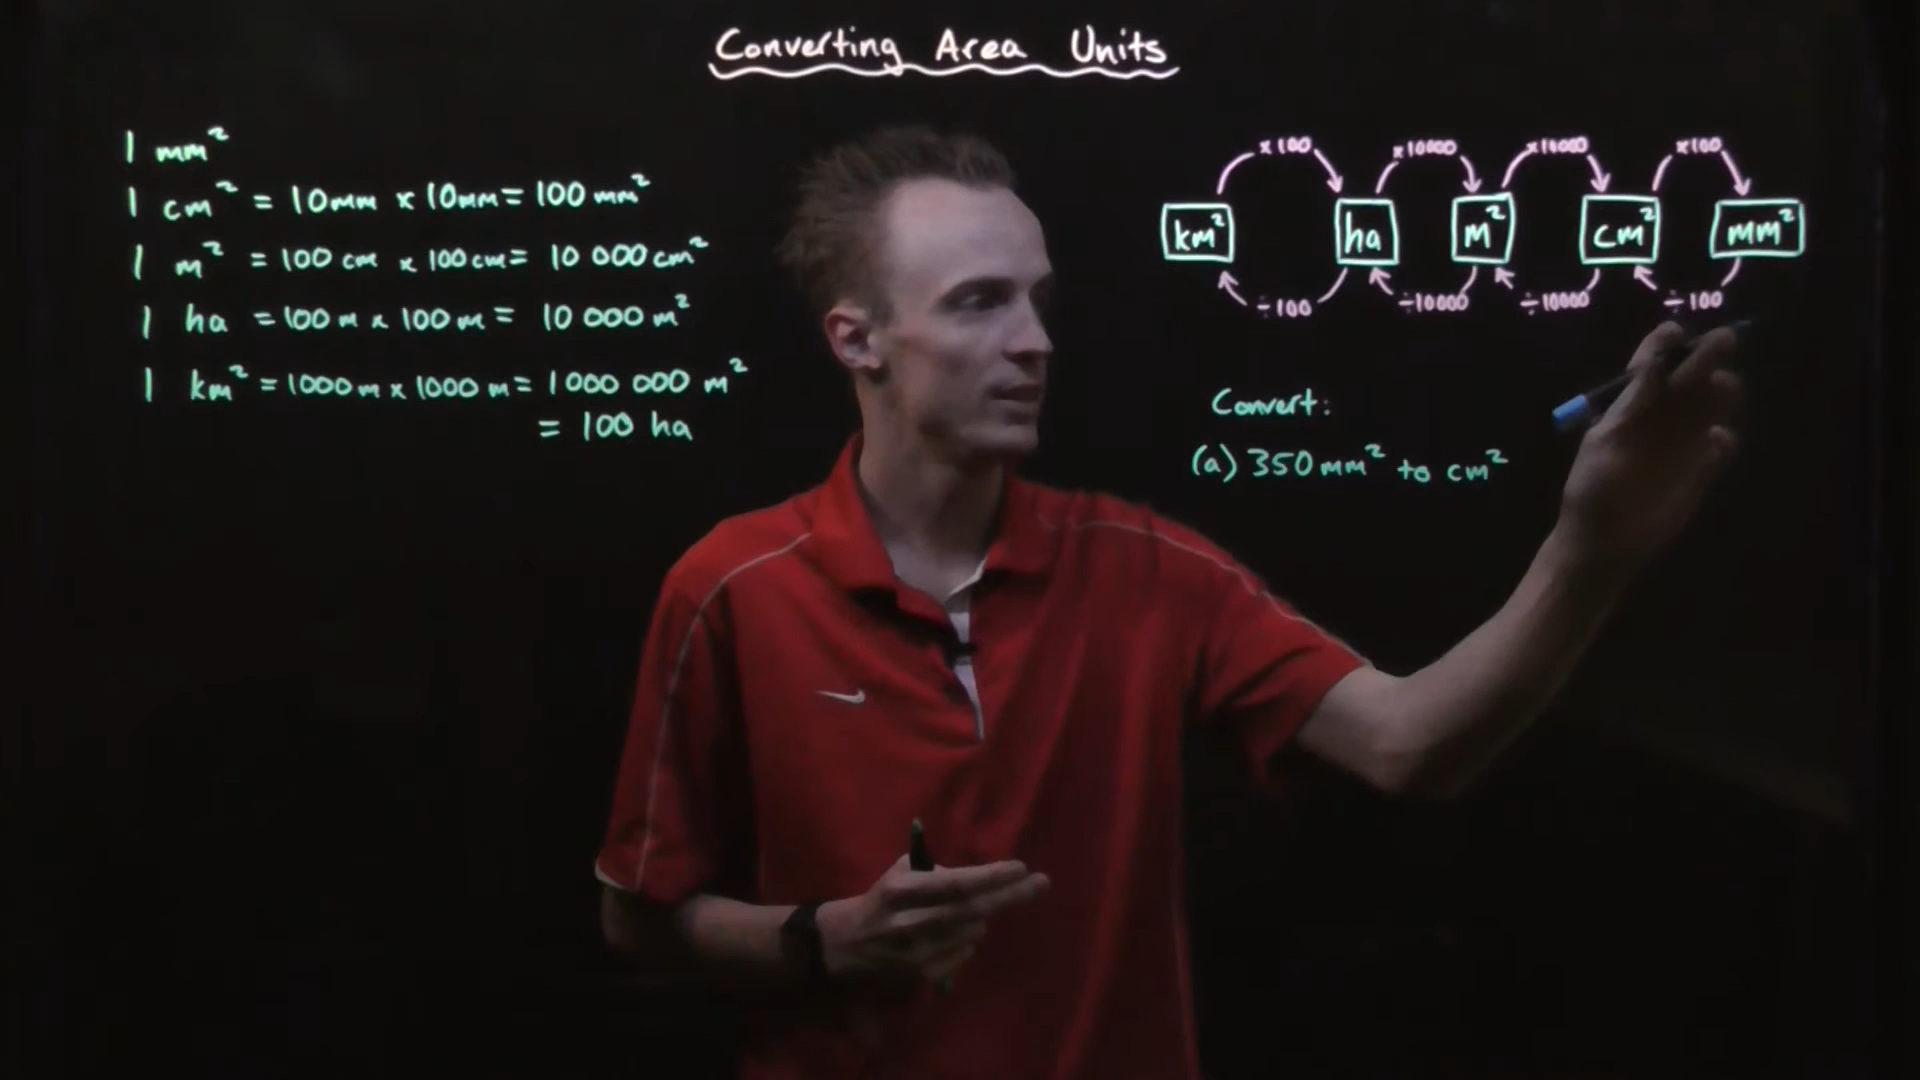 Converting Area Units
1 mm²
1 cm² = 10mm x 10mm = 100 mm²
1 m² = 100 cm x 100 cm = 10 000 cm²
1 ha = 100 m x 100 m = 10 000 m²
1 km² = 1000 m x 1000 m = 1 000 000 m²
= 100 ha
x100 x10000 x10000 x100
km² ha m² cm² mm²
÷100 ÷10000 ÷10000 ÷100
Convert:
(a) 350 mm² to cm²